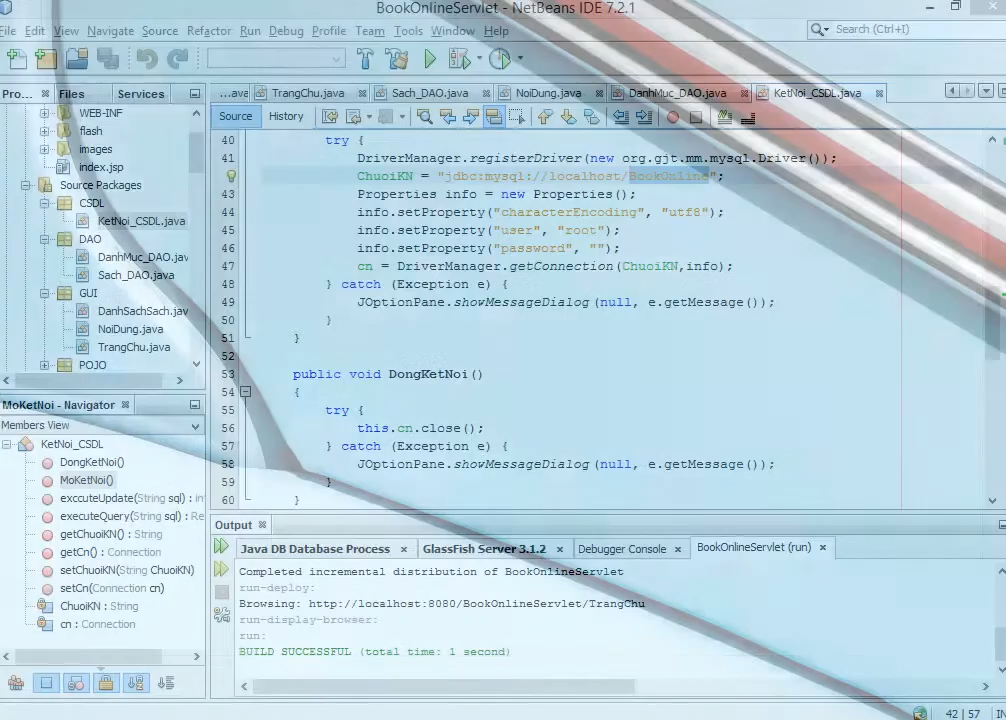 BookOnlineServlet - NetBeans IDE 7.2.1
File Edit View Navigate Source Refactor Run Debug Profile Team Tools Window Help
Search (Ctrl+I)
Pro... Files Services
...ava TrangChu.java Sach_DAO.java NoiDung.java DanhMuc_DAO.java KetNoi_CSDL.java
Source History
WEB-INF
flash
images
index.jsp
Source Packages
CSDL
KetNoi_CSDL.java
DAO
DanhMuc_DAO.jav
Sach_DAO.java
GUI
DanhSachSach.jav
NoiDung.java
TrangChu.java
POJO
40 try {
41 DriverManager.registerDriver(new org.gjt.mm.mysql.Driver());
ChuoiKN = "jdbc:mysql://localhost/BookOnline";
43 Properties info = new Properties();
44 info.setProperty("characterEncoding", "utf8");
45 info.setProperty("user", "root");
46 info.setProperty("password", "");
47 cn = DriverManager.getConnection(ChuoiKN,info);
48 } catch (Exception e) {
49 JOptionPane.showMessageDialog(null, e.getMessage());
50 }
51 }
52
53 public void DongKetNoi()
54 {
55 try {
56 this.cn.close();
57 } catch (Exception e) {
58 JOptionPane.showMessageDialog(null, e.getMessage());
59 }
60 }
MoKetNoi - Navigator
Members View
KetNoi_CSDL
DongKetNoi()
MoKetNoi()
exccuteUpdate(String sql) : in
executeQuery(String sql) : Re
getChuoiKN() : String
getCn() : Connection
setChuoiKN(String ChuoiKN)
setCn(Connection cn)
ChuoiKN : String
cn : Connection
Output
Java DB Database Process GlassFish Server 3.1.2 Debugger Console BookOnlineServlet (run)
Completed incremental distribution of BookOnlineServlet
run-deploy:
Browsing: http://localhost:8080/BookOnlineServlet/TrangChu
run-display-browser:
run:
BUILD SUCCESSFUL (total time: 1 second)
42 | 57 IN